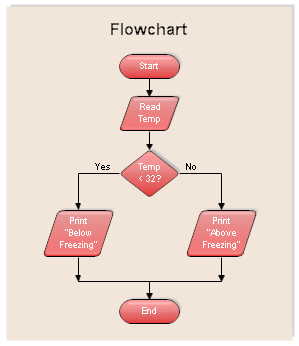 Flowchart
Start
Read
Temp
Yes
Temp
< 32?
No
Print
"Below
Freezing"
Print
"Above
Freezing"
End